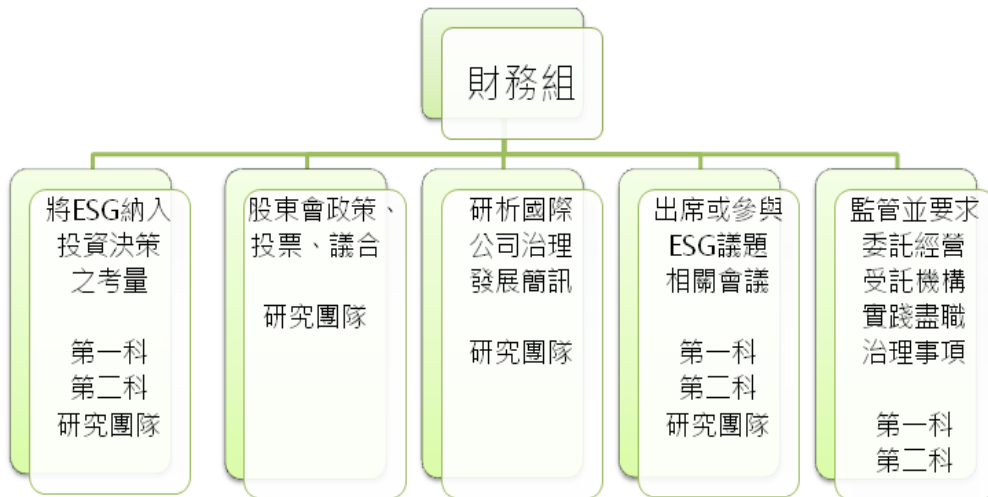 財務組
將ESG納入
投資決策
之考量
第一科
第二科
研究團隊
股東會政策、
投票、議合
研究團隊
研析國際
公司治理
發展簡訊
研究團隊
出席或參與
ESG議題
相關會議
第一科
第二科
研究團隊
監管並要求
委託經營
受託機構
實踐盡職
治理事項
第一科
第二科